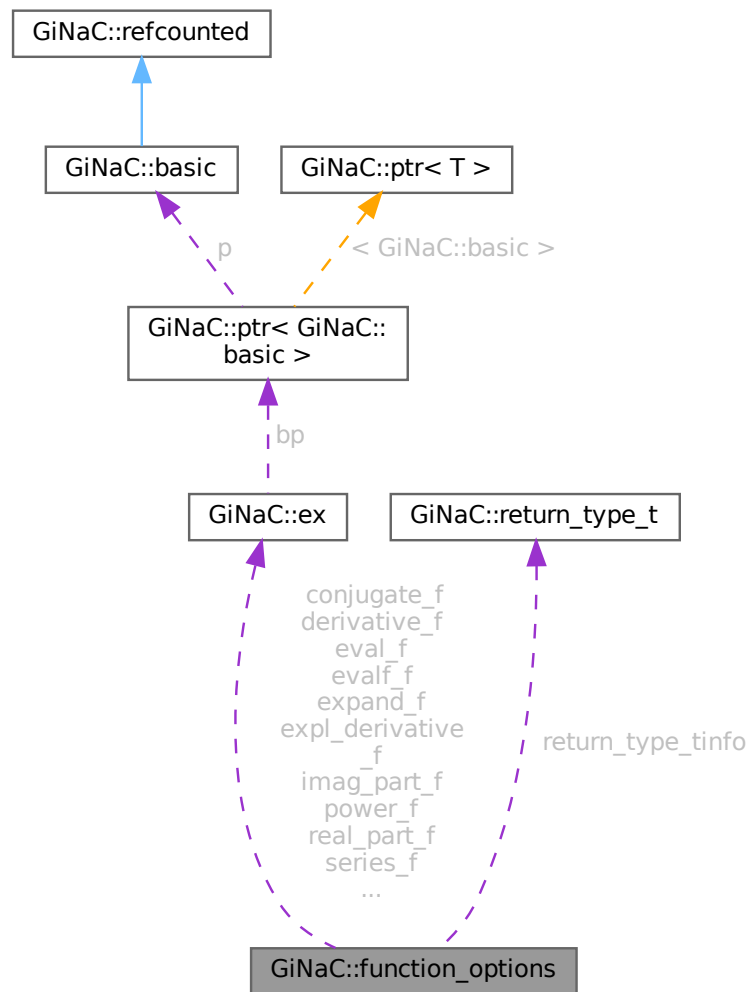 GiNaC::refcounted
GiNaC::basic
GiNaC::ptr< T >
p
< GiNaC::basic >
GiNaC::ptr< GiNaC::
basic >
bp
GiNaC::ex
GiNaC::return_type_t
conjugate_f
derivative_f
eval_f
evalf_f
expand_f
expl_derivative
_f
imag_part_f
power_f
real_part_f
series_f
...
return_type_tinfo
GiNaC::function_options